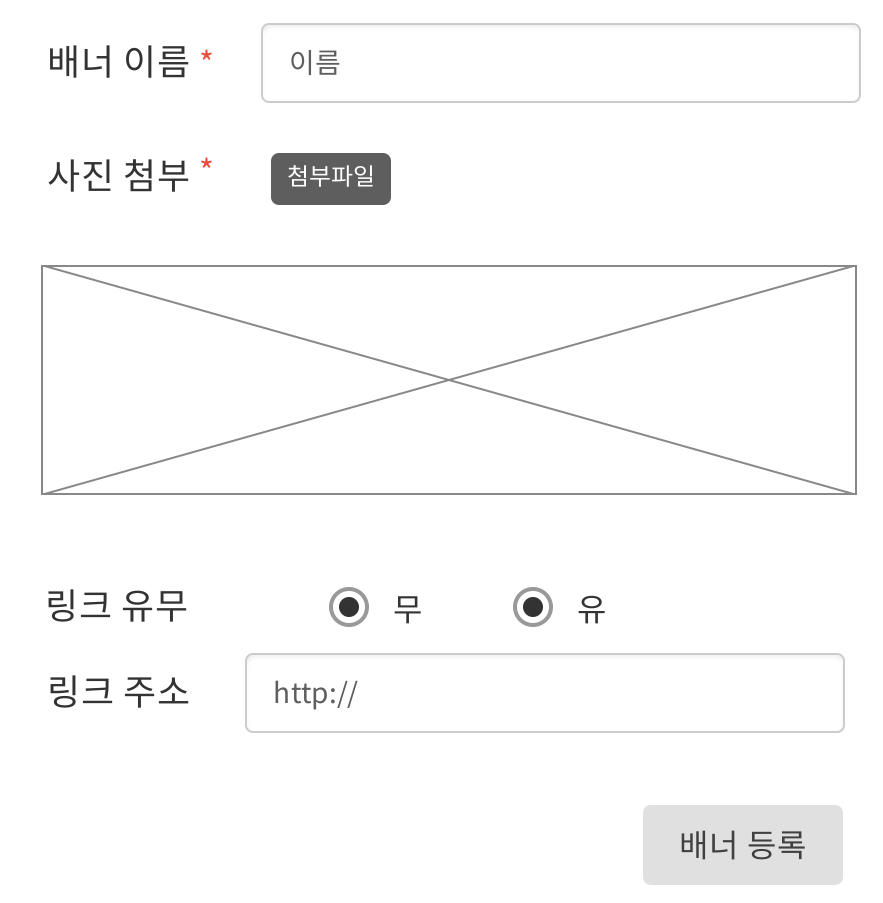 배너 이름 *
이름
사진 첨부 *
첨부파일
링크 유무
무
유
링크 주소
http://
배너 등록